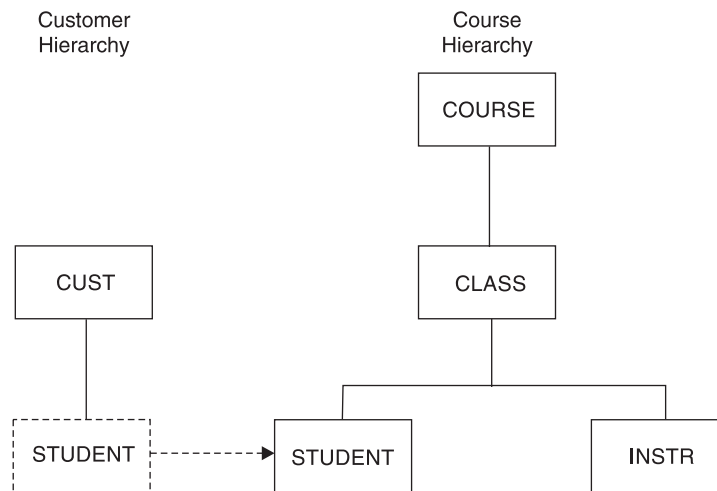 Customer
Hierarchy
Course
Hierarchy
COURSE
CUST
CLASS
STUDENT
STUDENT
INSTR